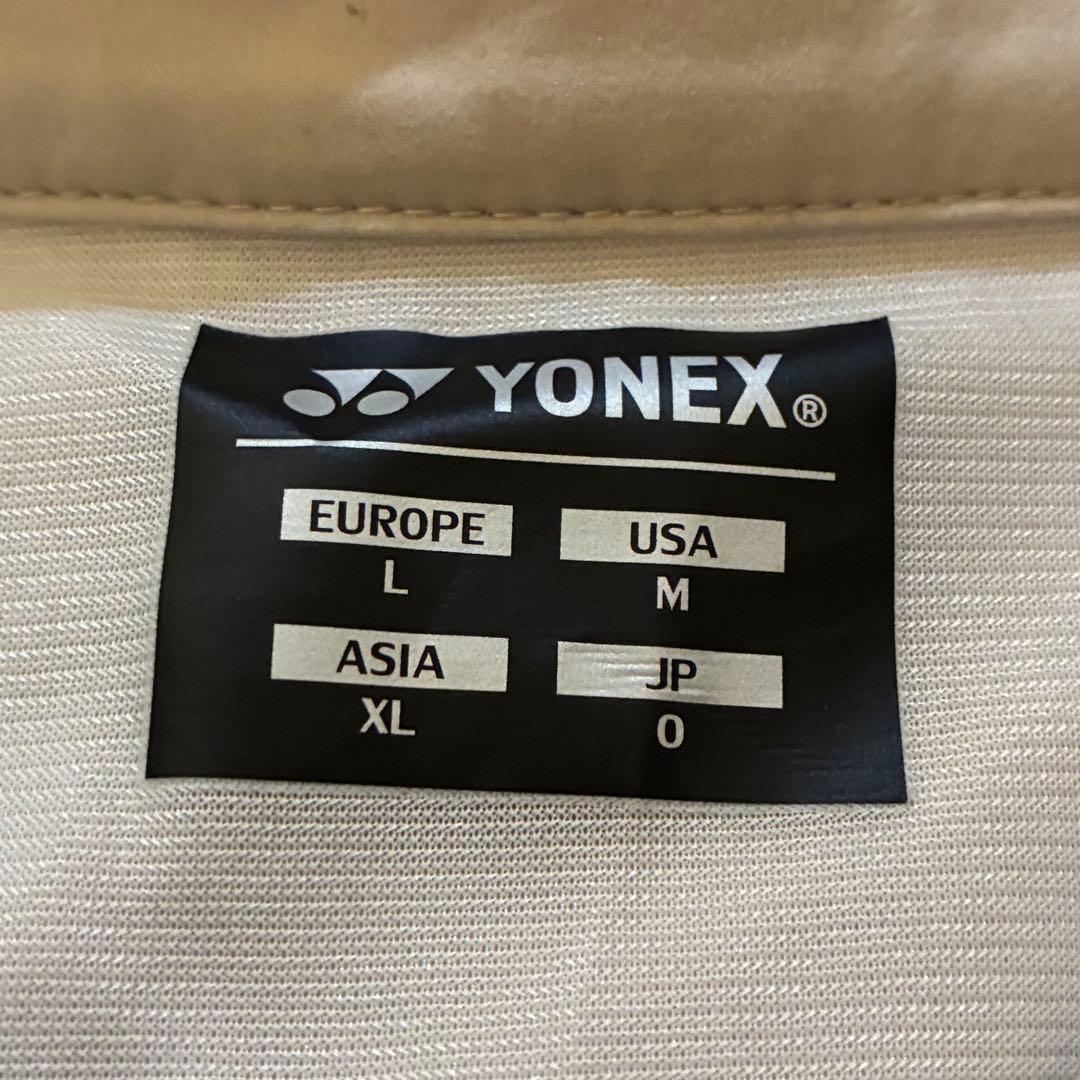 YONEX®
EUROPE USA
L M
ASIA JP
XL O